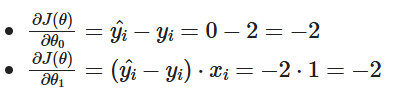 • ∂J(θ)/∂θ₀ = ŷᵢ − yᵢ = 0 − 2 = −2
• ∂J(θ)/∂θ₁ = (ŷᵢ − yᵢ) · xᵢ = −2 · 1 = −2